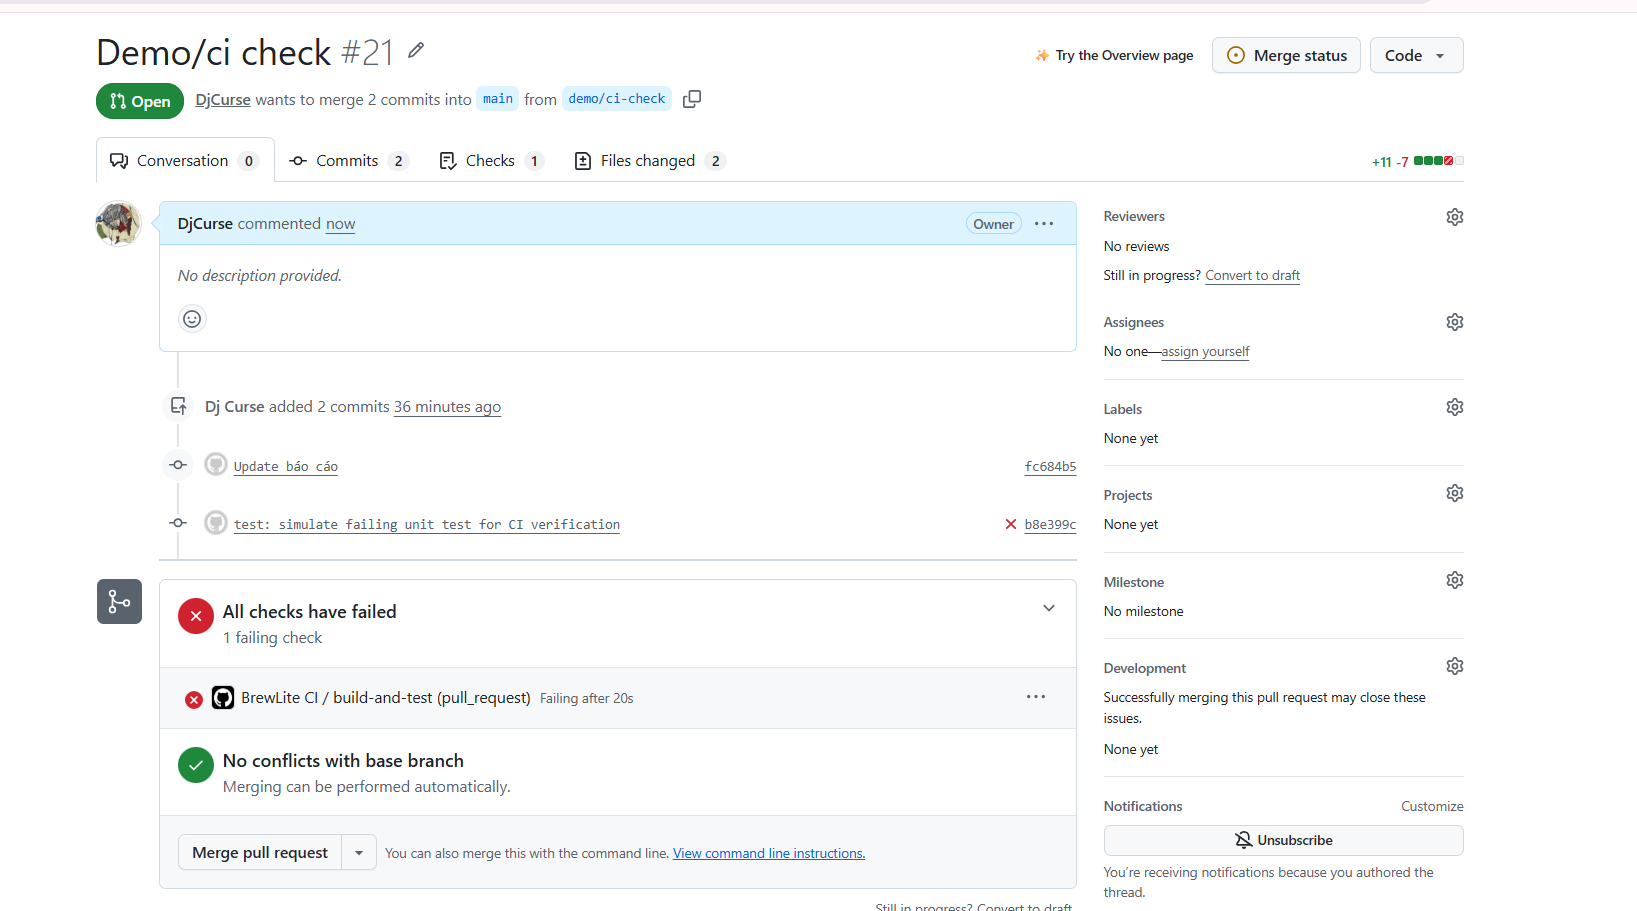 Demo/ci check #21
Try the Overview page
Merge status
Code
Open
DjCurse wants to merge 2 commits into main from demo/ci-check
Conversation 0
Commits 2
Checks 1
Files changed 2
+11 -7
DjCurse commented now
Owner
No description provided.
Dj Curse added 2 commits 36 minutes ago
Update báo cáo
fc684b5
test: simulate failing unit test for CI verification
b8e399c
All checks have failed
1 failing check
BrewLite CI / build-and-test (pull_request) Failing after 20s
No conflicts with base branch
Merging can be performed automatically.
Merge pull request
You can also merge this with the command line. View command line instructions.
Still in progress? Convert to draft
Reviewers
No reviews
Still in progress? Convert to draft
Assignees
No one—assign yourself
Labels
None yet
Projects
None yet
Milestone
No milestone
Development
Successfully merging this pull request may close these
issues.
None yet
Notifications
Customize
Unsubscribe
You’re receiving notifications because you authored the
thread.